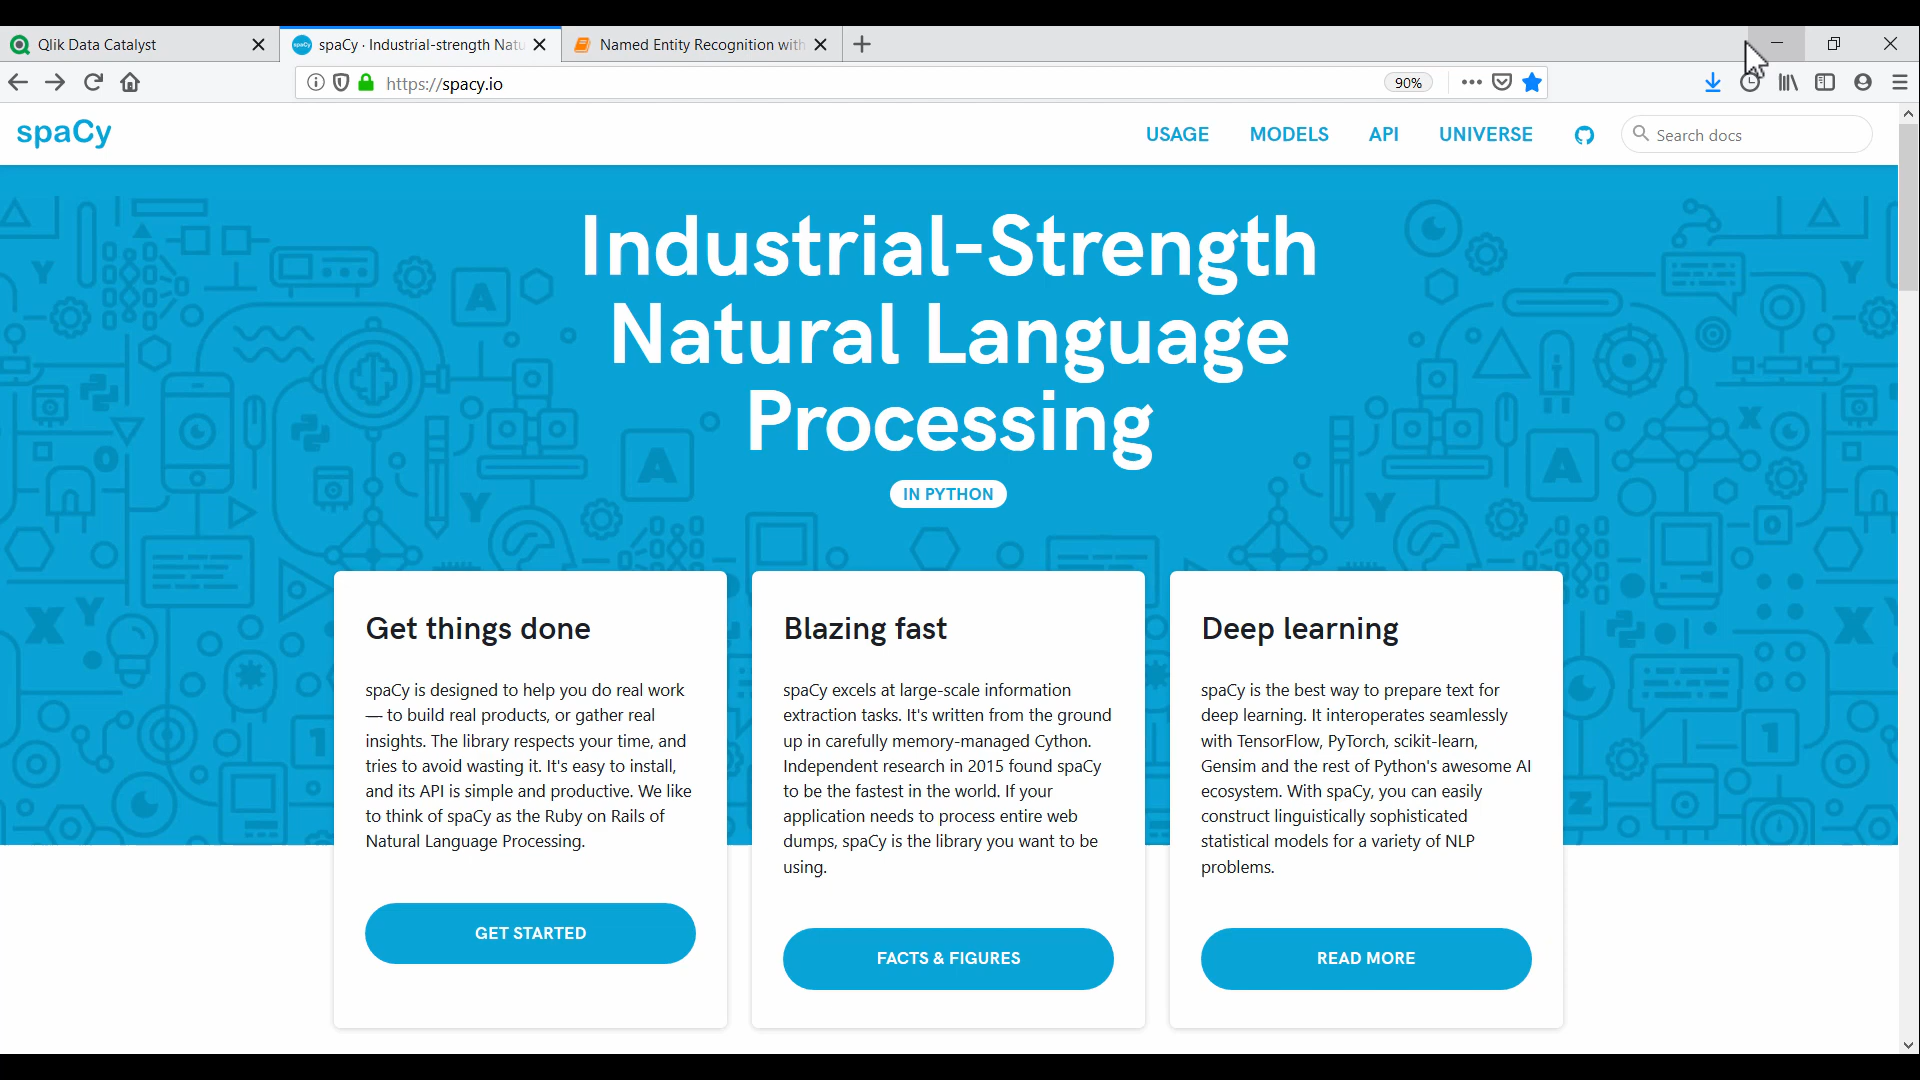 Qlik Data Catalyst
spaCy · Industrial-strength Natu
Named Entity Recognition with
https://spacy.io
90%
spaCy
USAGE
MODELS
API
UNIVERSE
Search docs
Industrial-Strength
Natural Language
Processing
IN PYTHON
Get things done
spaCy is designed to help you do real work
— to build real products, or gather real
insights. The library respects your time, and
tries to avoid wasting it. It's easy to install,
and its API is simple and productive. We like
to think of spaCy as the Ruby on Rails of
Natural Language Processing.
GET STARTED
Blazing fast
spaCy excels at large-scale information
extraction tasks. It's written from the ground
up in carefully memory-managed Cython.
Independent research in 2015 found spaCy
to be the fastest in the world. If your
application needs to process entire web
dumps, spaCy is the library you want to be
using.
FACTS & FIGURES
Deep learning
spaCy is the best way to prepare text for
deep learning. It interoperates seamlessly
with TensorFlow, PyTorch, scikit-learn,
Gensim and the rest of Python's awesome AI
ecosystem. With spaCy, you can easily
construct linguistically sophisticated
statistical models for a variety of NLP
problems.
READ MORE